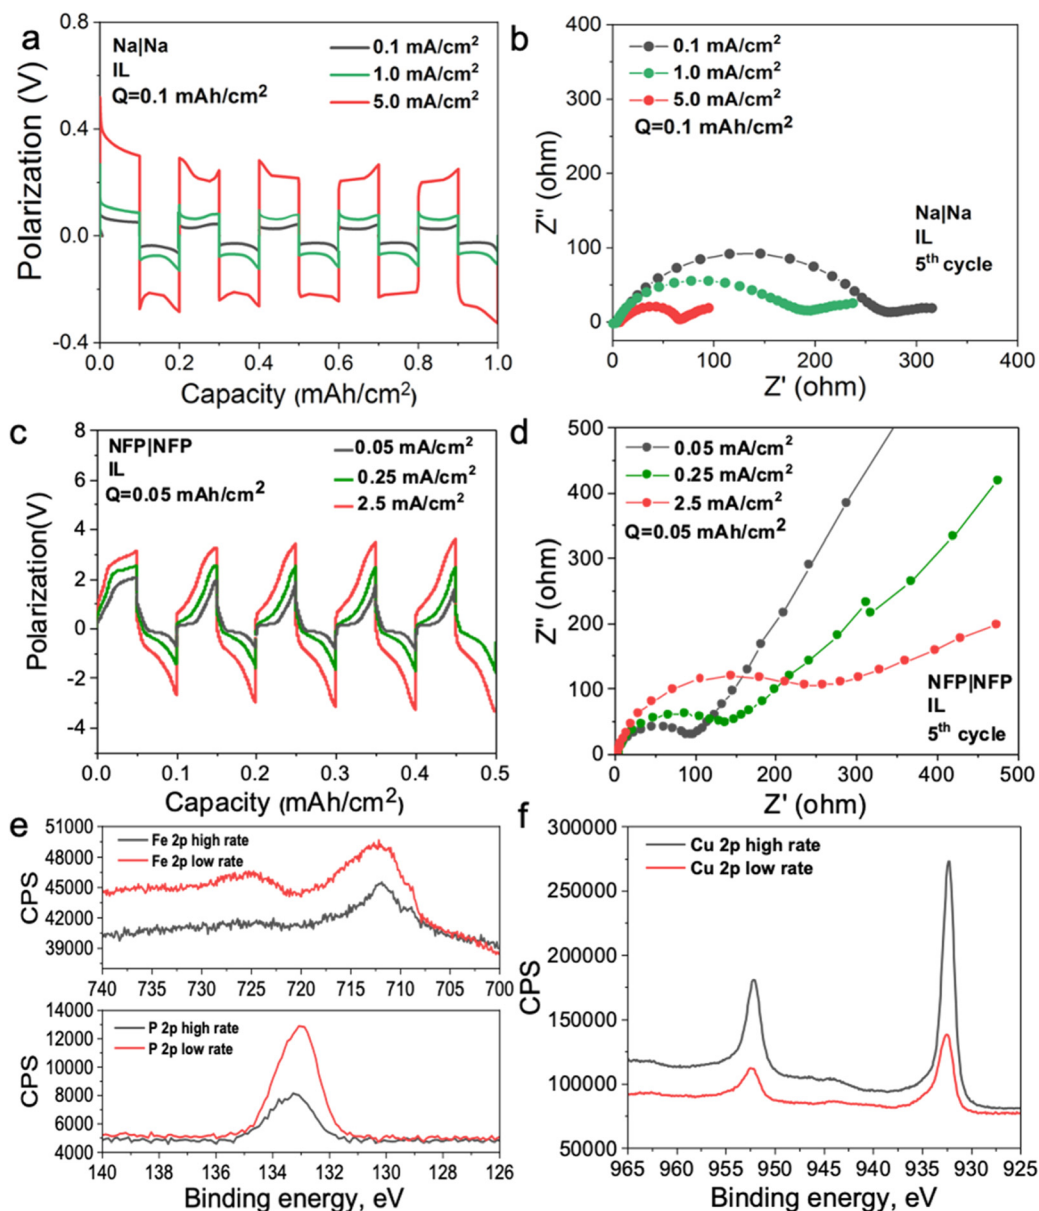 a
Na|Na
IL
Q=0.1 mAh/cm²
0.1 mA/cm²
1.0 mA/cm²
5.0 mA/cm²
Polarization (V)
0.8
0.4
0.0
-0.4
0.0 0.2 0.4 0.6 0.8 1.0
Capacity (mAh/cm²)
b
0.1 mA/cm²
1.0 mA/cm²
5.0 mA/cm²
Q=0.1 mAh/cm²
Na|Na
IL
5th cycle
Z'' (ohm)
400
300
200
100
0
0 100 200 300 400
Z' (ohm)
c
NFP|NFP
IL
Q=0.05 mAh/cm²
0.05 mA/cm²
0.25 mA/cm²
2.5 mA/cm²
Polarization(V)
8
6
4
2
0
-2
-4
0.0 0.1 0.2 0.3 0.4 0.5
Capacity (mAh/cm²)
d
0.05 mA/cm²
0.25 mA/cm²
2.5 mA/cm²
Q=0.05 mAh/cm²
NFP|NFP
IL
5th cycle
Z'' (ohm)
500
400
300
200
100
0
0 100 200 300 400 500
Z' (ohm)
e
Fe 2p high rate
Fe 2p low rate
CPS
51000
48000
45000
42000
39000
740 735 730 725 720 715 710 705 700
P 2p high rate
P 2p low rate
CPS
14000
12000
10000
8000
6000
4000
140 138 136 134 132 130 128 126
Binding energy, eV
f
Cu 2p high rate
Cu 2p low rate
CPS
300000
250000
200000
150000
100000
50000
965 960 955 950 945 940 935 930 925
Binding energy, eV